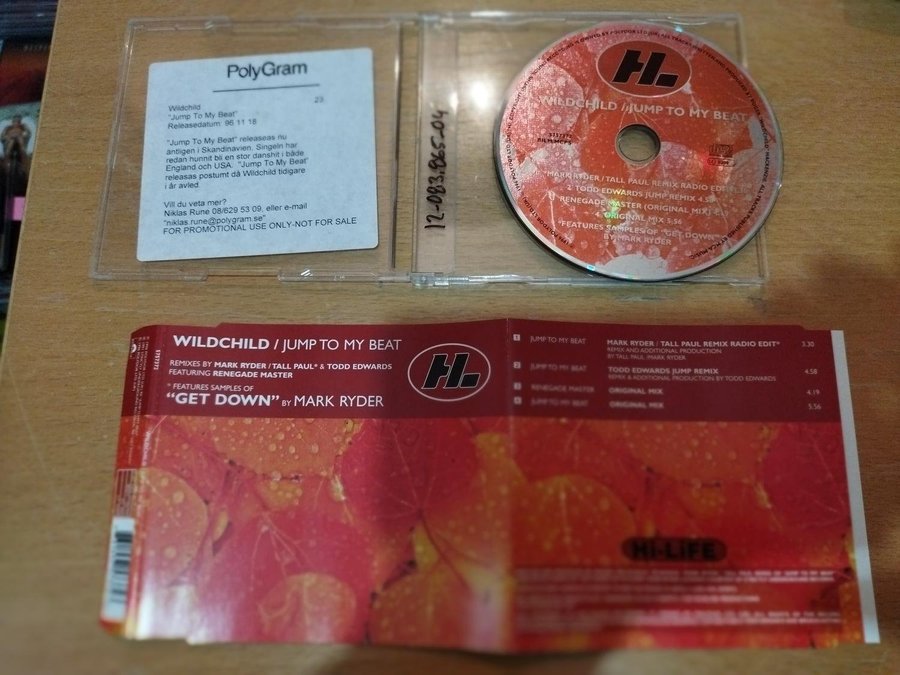 PolyGram
Wildchild 23
"Jump To My Beat"
Releasedatum 96 11 18
"Jump To My Beat" releaseas nu
äntligen i Skandinavien. Singeln har
redan hunnit bli en stor danshit i både
England och USA. "Jump To My Beat"
releasas postumt då Wildchild tidigare
i år avled.
Vill du veta mer?
Niklas Rune 08/629 53 09, eller e-mail
"niklas.rune@polygram.se"
FOR PROMOTIONAL USE ONLY-NOT FOR SALE
12-083.865-04
HL
WILDCHILD / JUMP TO MY BEAT
5757372
MARK RYDER / TALL PAUL REMIX RADIO EDIT
2 TODD EDWARDS JUMP REMIX 4.58
RENEGADE MASTER (ORIGINAL MIX)
4 ORIGINAL MIX 5.56
*FEATURES SAMPLES OF "GET DOWN"
BY MARK RYDER
WILDCHILD / JUMP TO MY BEAT
REMIXES BY MARK RYDER / TALL PAUL* & TODD EDWARDS
FEATURING RENEGADE MASTER
* FEATURES SAMPLES OF
"GET DOWN" BY MARK RYDER
HL
1 JUMP TO MY BEAT MARK RYDER / TALL PAUL REMIX RADIO EDIT* 3.30
REMIX AND ADDITIONAL PRODUCTION
BY TALL PAUL /MARK RYDER
2 JUMP TO MY BEAT TODD EDWARDS JUMP REMIX 4.58
REMIX & ADDITIONAL PRODUCTION BY TODD EDWARDS
3 RENEGADE MASTER ORIGINAL MIX 4.19
4 JUMP TO MY BEAT ORIGINAL MIX 5.56
Hi-LiFE